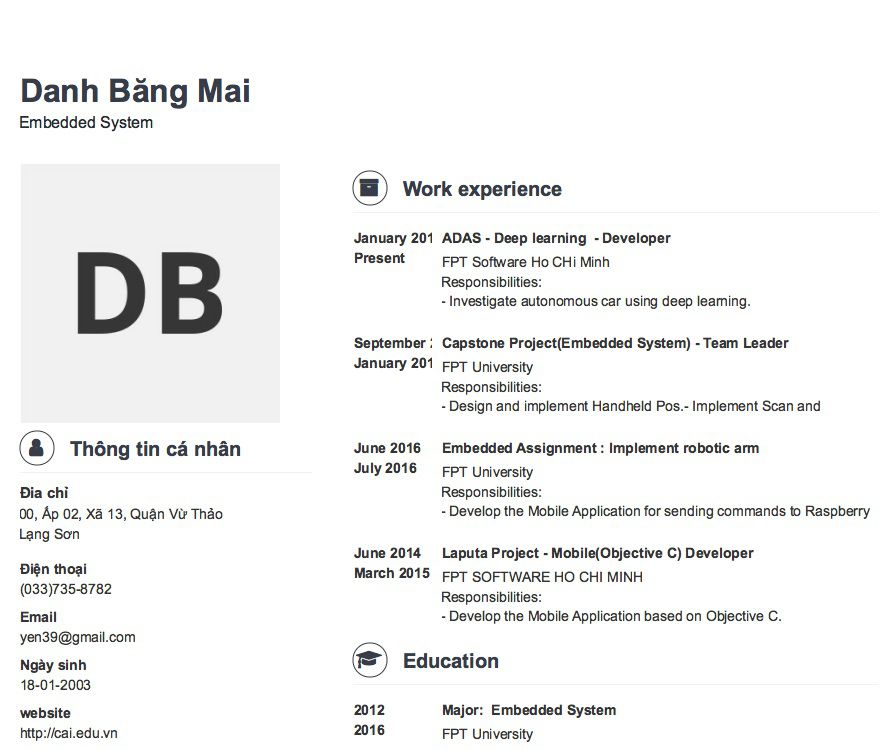 Danh Băng Mai
Embedded System
DB
Thông tin cá nhân
Địa chỉ
00, Ấp 02, Xã 13, Quận Vừ Thảo
Lạng Sơn
Điện thoại
(033)735-8782
Email
yen39@gmail.com
Ngày sinh
18-01-2003
website
http://cai.edu.vn
Work experience
January 201 ADAS - Deep learning - Developer
Present
FPT Software Ho CHi Minh
Responsibilities:
- Investigate autonomous car using deep learning.
September Capstone Project(Embedded System) - Team Leader
January 201
FPT University
Responsibilities:
- Design and implement Handheld Pos.- Implement Scan and
June 2016 Embedded Assignment : Implement robotic arm
July 2016
FPT University
Responsibilities:
- Develop the Mobile Application for sending commands to Raspberry
June 2014 Laputa Project - Mobile(Objective C) Developer
March 2015
FPT SOFTWARE HO CHI MINH
Responsibilities:
- Develop the Mobile Application based on Objective C.
Education
2012 Major: Embedded System
2016
FPT University